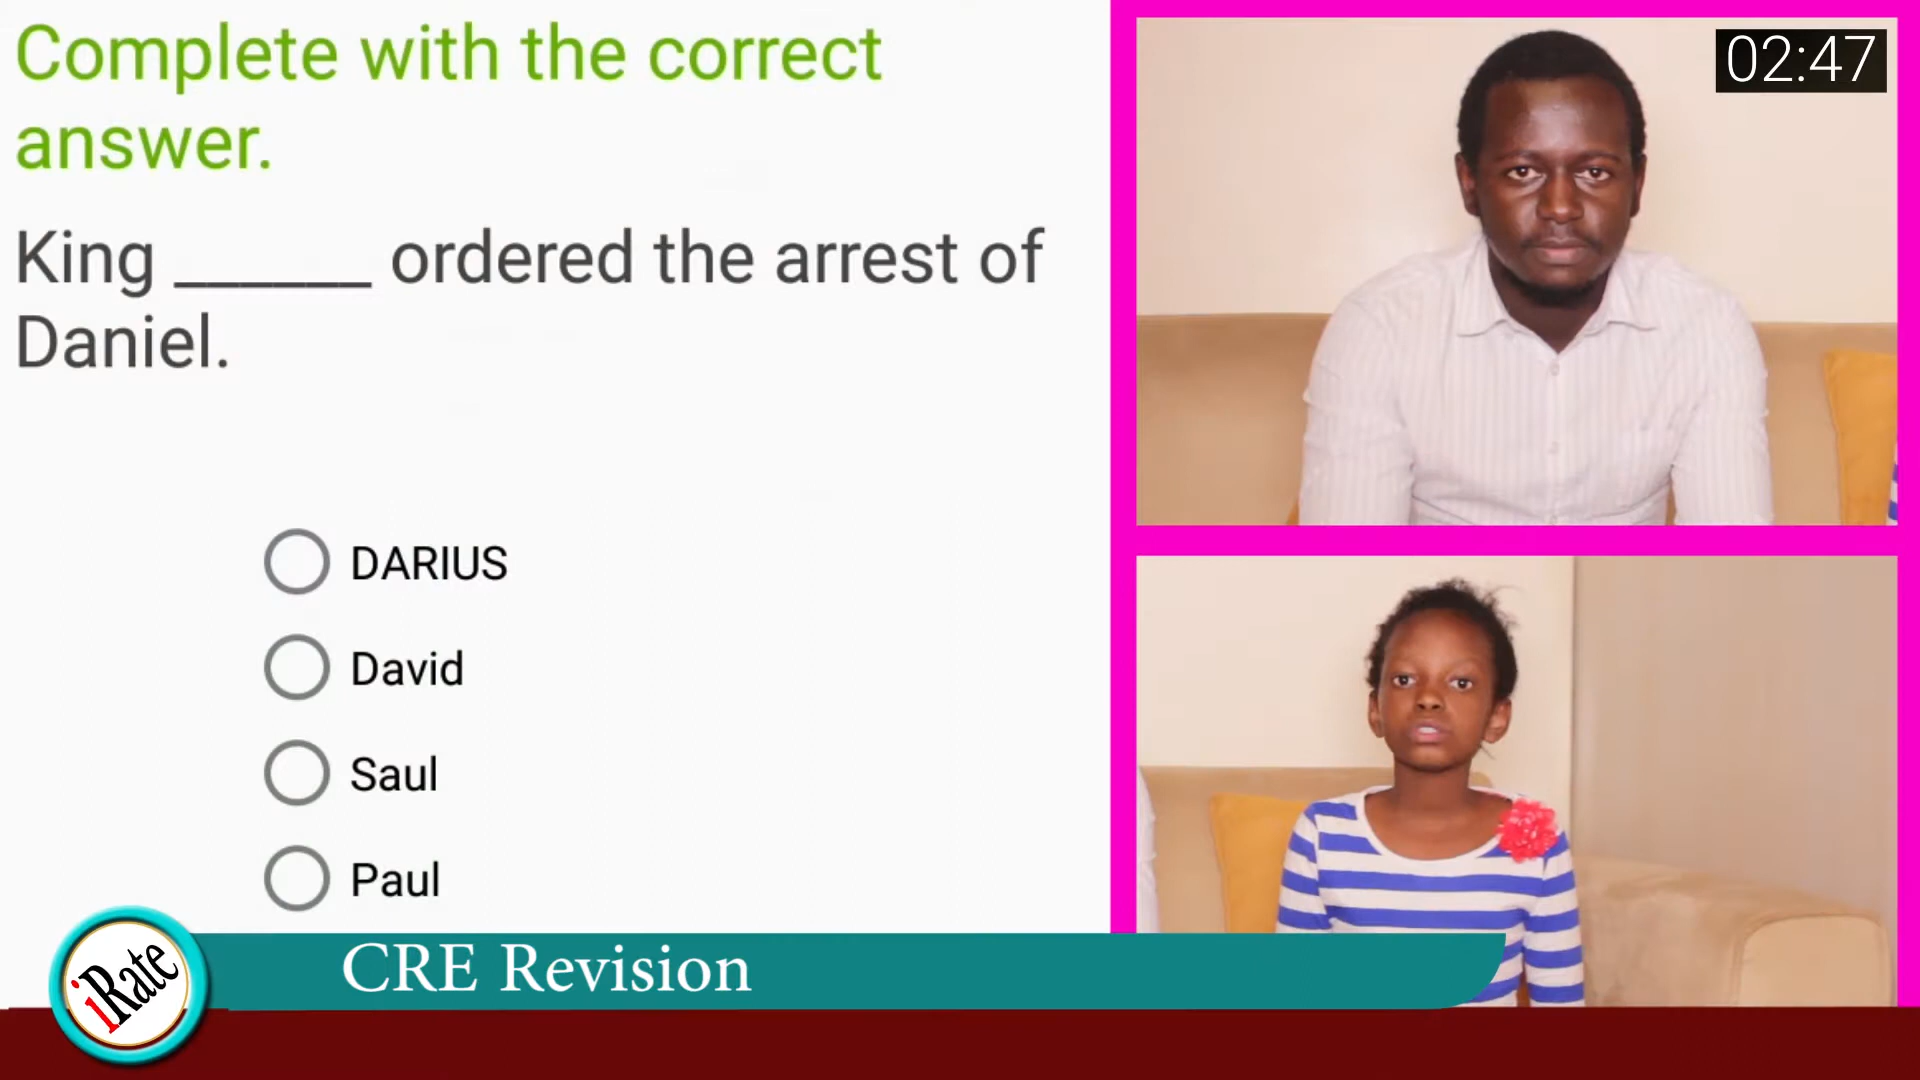 Complete with the correct
answer.
King ______ ordered the arrest of
Daniel.
DARIUS
David
Saul
Paul
02:47
CRE Revision
iRate